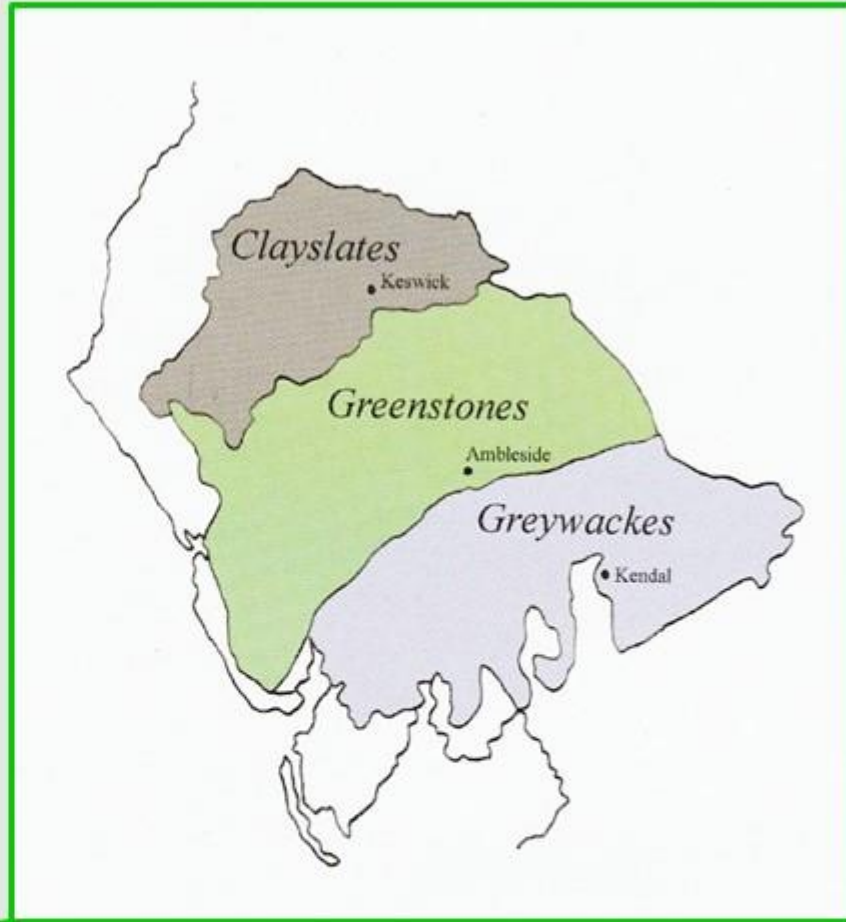 Clayslates
Keswick
Greenstones
Ambleside
Greywackes
Kendal